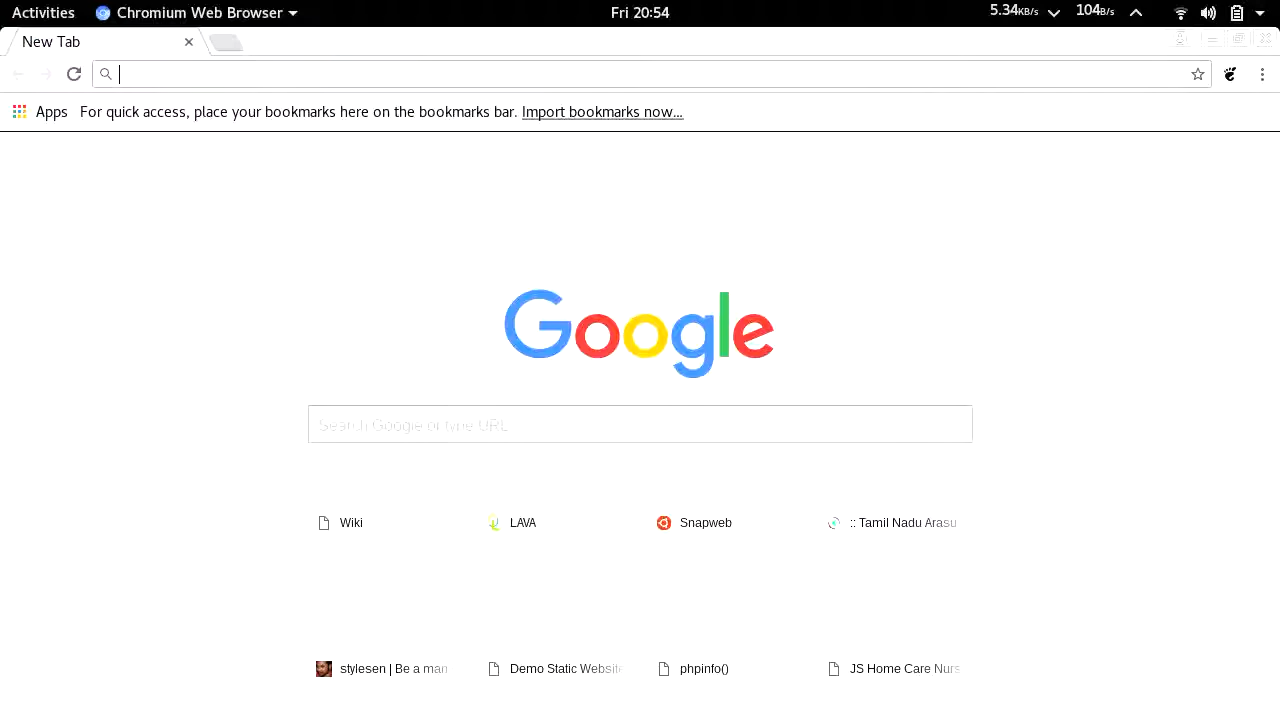 Activities Chromium Web Browser Fri 20:54 5.34KB/s 104B/s
New Tab
Apps For quick access, place your bookmarks here on the bookmarks bar. Import bookmarks now...
Google
Search Google or type URL
Wiki LAVA Snapweb :: Tamil Nadu Arasu
stylesen | Be a man Demo Static Website phpinfo() JS Home Care Nurs